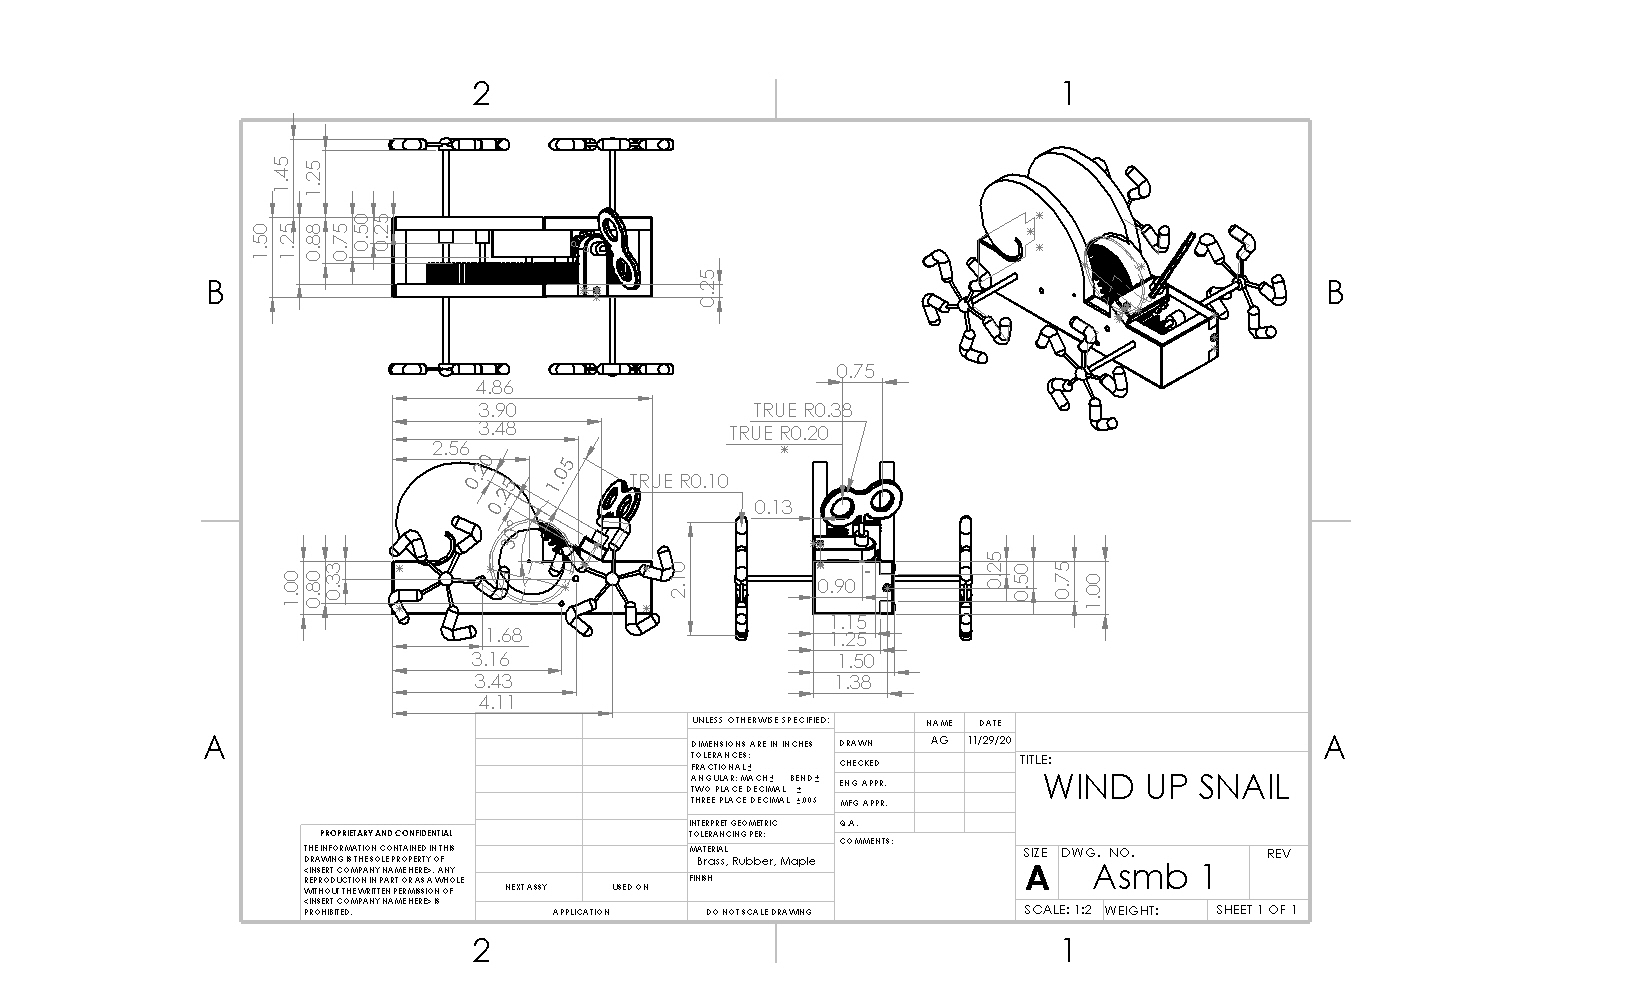 2
1
B
B
A
A
2
1
1.45
1.25
1.50
1.25
0.88
0.75
0.50
0.25
0.25
4.86
3.90
3.48
2.56
0.20
0.25
1.05
TRUE R0.10
1.00
0.80
0.33
1.68
3.16
3.43
4.11
0.75
TRUE R0.38
TRUE R0.20
0.13
2.10
0.90
1.15
1.25
1.50
1.38
0.25
0.50
0.75
1.00
PROPRIETARY AND CONFIDENTIAL
THE INFORMATION CONTAINED IN THIS
DRAWING IS THE SOLE PROPERTY OF
<INSERT COMPANY NAME HERE>. ANY
REPRODUCTION IN PART OR AS A WHOLE
WITHOUT THE WRITTEN PERMISSION OF
<INSERT COMPANY NAME HERE> IS
PROHIBITED.
NEXT ASSY
USED ON
APPLICATION
UNLESS OTHERWISE SPECIFIED:
DIMENSIONS ARE IN INCHES
TOLERANCES:
FRACTIONAL±
ANGULAR: MACH± BEND ±
TWO PLACE DECIMAL ±
THREE PLACE DECIMAL ±.005
INTERPRET GEOMETRIC
TOLERANCING PER:
MATERIAL
Brass, Rubber, Maple
FINISH
DO NOT SCALE DRAWING
NAME DATE
DRAWN AG 11/29/20
CHECKED
ENG APPR.
MFG APPR.
Q.A.
COMMENTS:
TITLE:
WIND UP SNAIL
SIZE DWG. NO. REV
A Asmb 1
SCALE: 1:2 WEIGHT: SHEET 1 OF 1